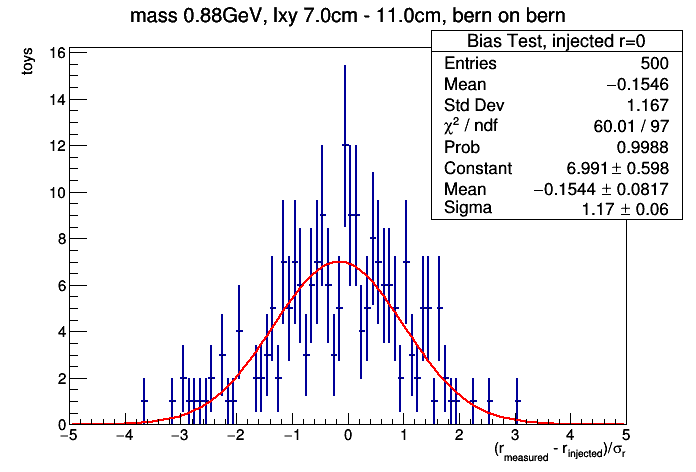 mass 0.88GeV, lxy 7.0cm - 11.0cm, bern on bern
toys
Bias Test, injected r=0
Entries 500
Mean −0.1546
Std Dev 1.167
χ² / ndf 60.01 / 97
Prob 0.9988
Constant 6.991 ± 0.598
Mean −0.1544 ± 0.0817
Sigma 1.17 ± 0.06
16
14
12
10
8
6
4
2
0
−5 −4 −3 −2 −1 0 1 2 3 4 5
(r_measured - r_injected)/σ_r